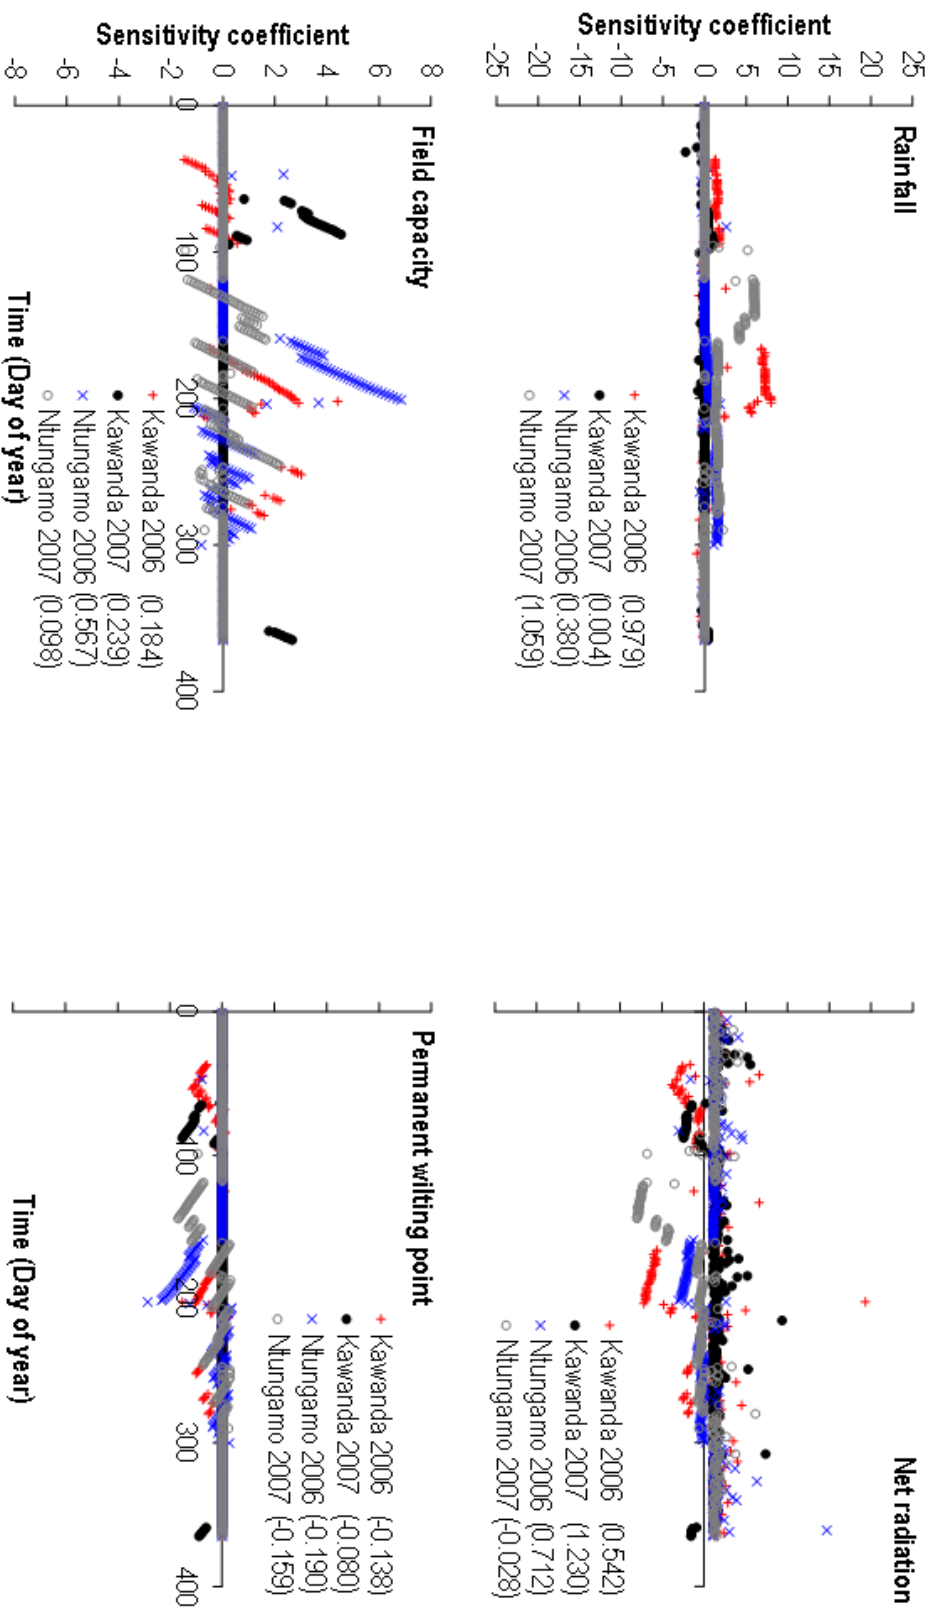 Rainfall
Sensitivity coefficient
25
20
15
10
5
0
-5
-10
-15
-20
-25
Kawanda 2006 (0.979)
Kawanda 2007 (0.004)
Ntungamo 2006 (0.380)
Ntungamo 2007 (1.059)
Net radiation
Kawanda 2006 (0.542)
Kawanda 2007 (1.230)
Ntungamo 2006 (0.712)
Ntungamo 2007 (-0.028)
Field capacity
Sensitivity coefficient
8
6
4
2
0
-2
-4
-6
-8
0 100 200 300 400
Kawanda 2006 (0.184)
Kawanda 2007 (0.239)
Ntungamo 2006 (0.567)
Ntungamo 2007 (0.098)
Time (Day of year)
Permanent wilting point
0 100 200 300 400
Kawanda 2006 (-0.138)
Kawanda 2007 (-0.080)
Ntungamo 2006 (-0.190)
Ntungamo 2007 (-0.159)
Time (Day of year)